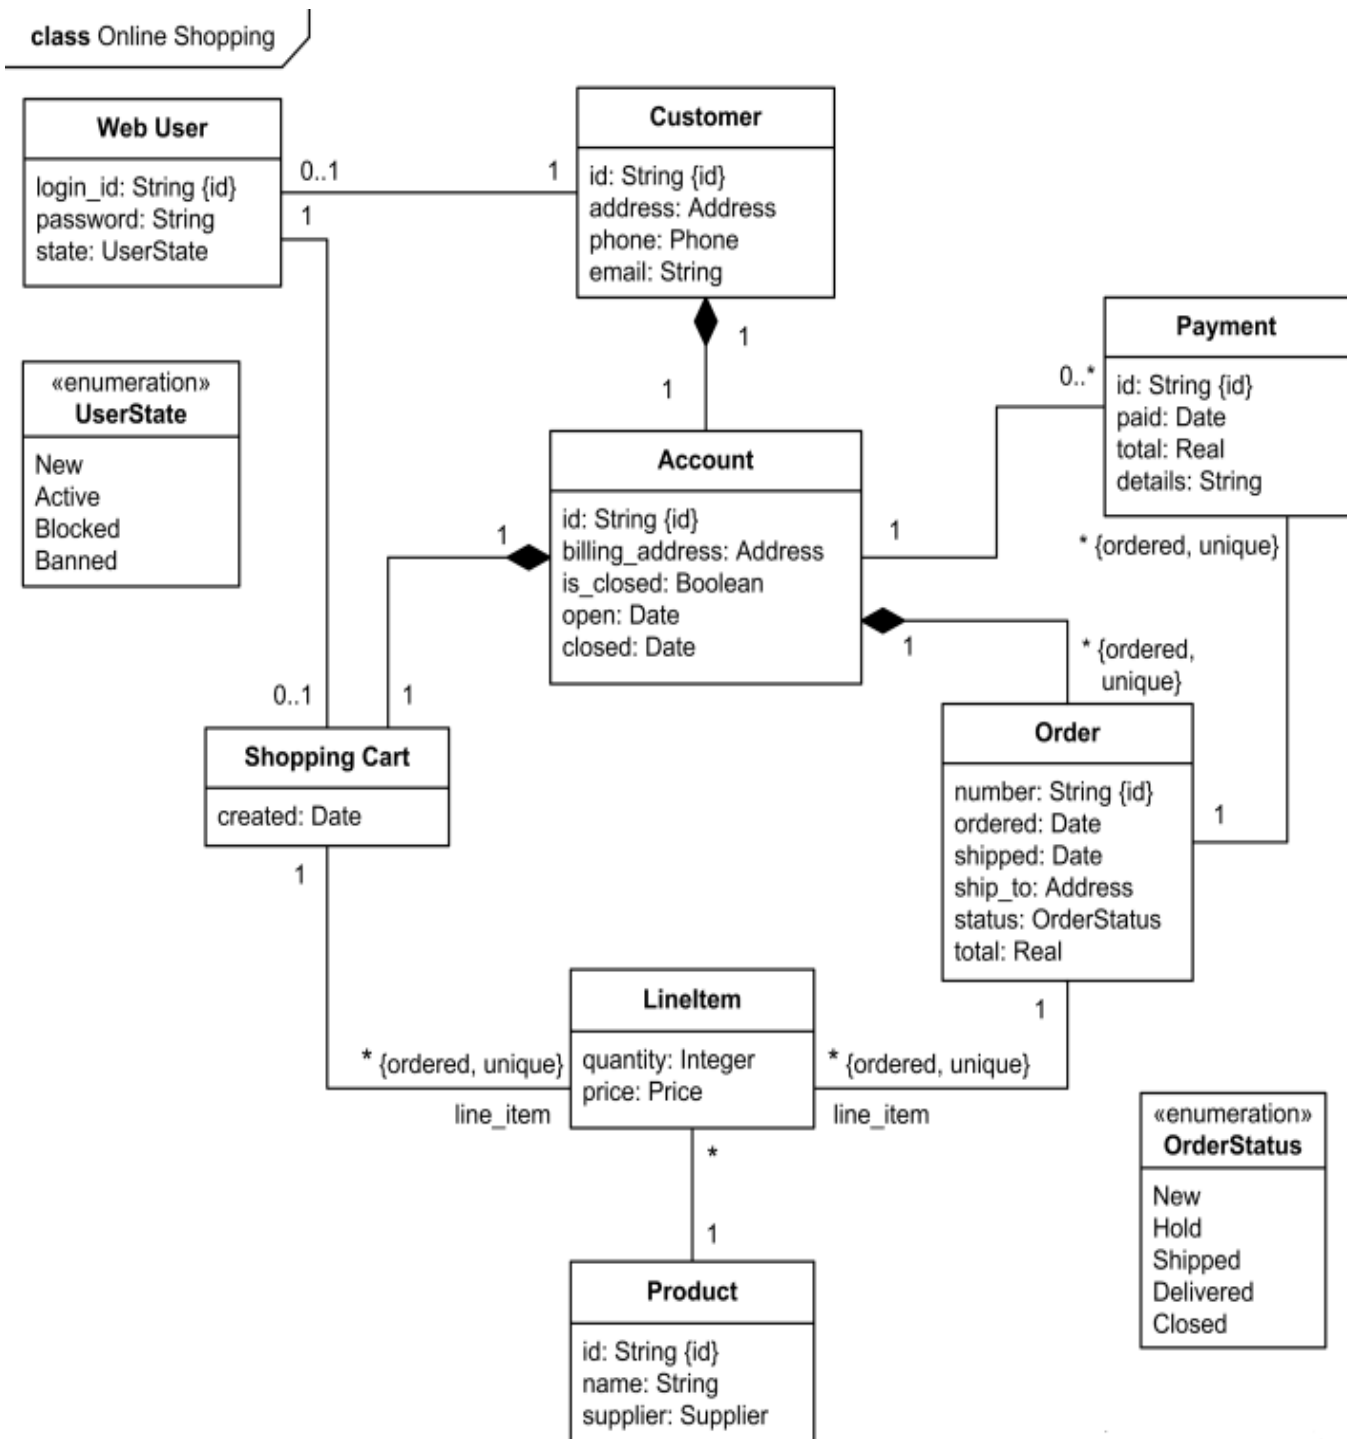 class Online Shopping
Web User
login_id: String {id}
password: String
state: UserState
0..1
1
1
Customer
id: String {id}
address: Address
phone: Phone
email: String
1
1
«enumeration»
UserState
New
Active
Blocked
Banned
Payment
id: String {id}
paid: Date
total: Real
details: String
0..*
* {ordered, unique}
Account
id: String {id}
billing_address: Address
is_closed: Boolean
open: Date
closed: Date
1
1
1
* {ordered,
unique}
0..1
1
Shopping Cart
created: Date
1
Order
number: String {id}
ordered: Date
shipped: Date
ship_to: Address
status: OrderStatus
total: Real
1
1
LineItem
quantity: Integer
price: Price
* {ordered, unique}
line_item
* {ordered, unique}
line_item
*
1
Product
id: String {id}
name: String
supplier: Supplier
«enumeration»
OrderStatus
New
Hold
Shipped
Delivered
Closed